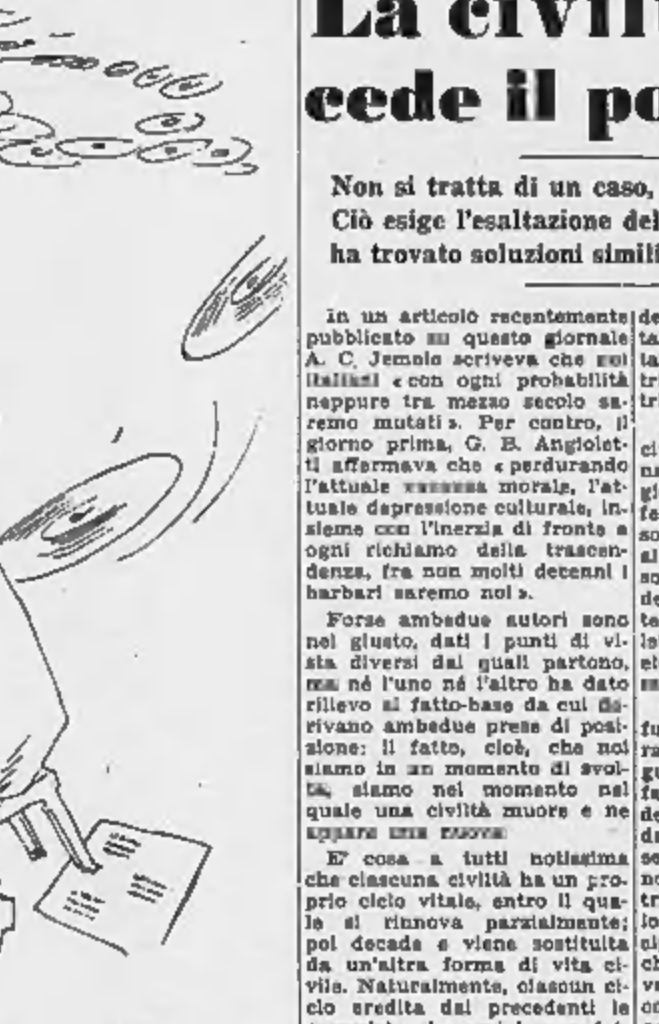 La civilt
cede il po
Non si tratta di un caso,
Ciò esige l'esaltazione del
ha trovato soluzioni simili
In un articolo recentemente
pubblicato su questo giornale
A. C. Jemolo scriveva che noi
italiani « con ogni probabilità
neppure tra mezzo secolo sa-
remo mutati ». Per contro, il
giorno prima, G. B. Angiolet-
ti affermava che « perdurando
l'attuale morale, l'at-
tuale depressione culturale, in-
sieme con l'inerzia di fronte a
ogni richiamo della trascen-
denza, fra non molti decenni i
barbari saremo noi ».
Forse ambedue autori sono
nel giusto, dati i punti di vi-
sta diversi dai quali partono,
ma né l'uno né l'altro ha dato
rilievo al fatto-base da cui de-
rivano ambedue prese di posi-
zione: il fatto, cioè, che noi
siamo in un momento di svol-
ta, siamo nel momento nel
quale una civiltà muore e ne
appare una nuova
E' cosa a tutti notissima
che ciascuna civiltà ha un pro-
prio ciclo vitale, entro il qua-
le si rinnova parzialmente;
poi decade e viene sostituita
da un'altra forma di vita ci-
vile. Naturalmente, ciascun ci-
clo eredita dai precedenti le